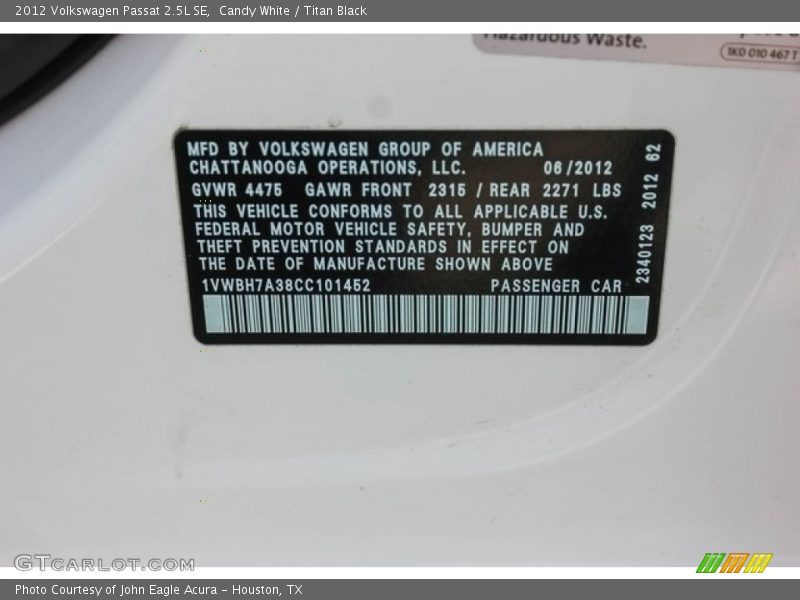 2012 Volkswagen Passat 2.5L SE,  Candy White / Titan Black
Hazardous Waste.
1K0 010 467 T
MFD BY VOLKSWAGEN GROUP OF AMERICA
CHATTANOOGA OPERATIONS, LLC. 06/2012
GVWR 4475 GAWR FRONT 2315 / REAR 2271 LBS
THIS VEHICLE CONFORMS TO ALL APPLICABLE U.S.
FEDERAL MOTOR VEHICLE SAFETY, BUMPER AND
THEFT PREVENTION STANDARDS IN EFFECT ON
THE DATE OF MANUFACTURE SHOWN ABOVE
1VWBH7A38CC101452 PASSENGER CAR
2340123 2012 62
GTCARLOT.COM
Photo Courtesy of John Eagle Acura - Houston, TX